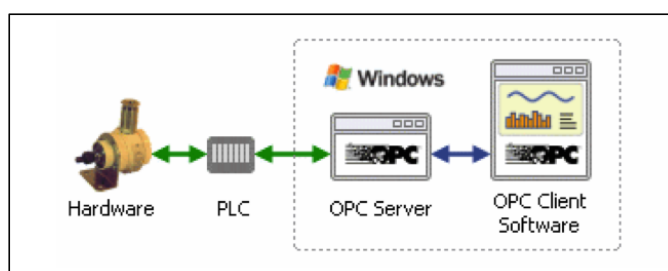 Windows
OPC
OPC
Hardware
PLC
OPC Server
OPC Client
Software